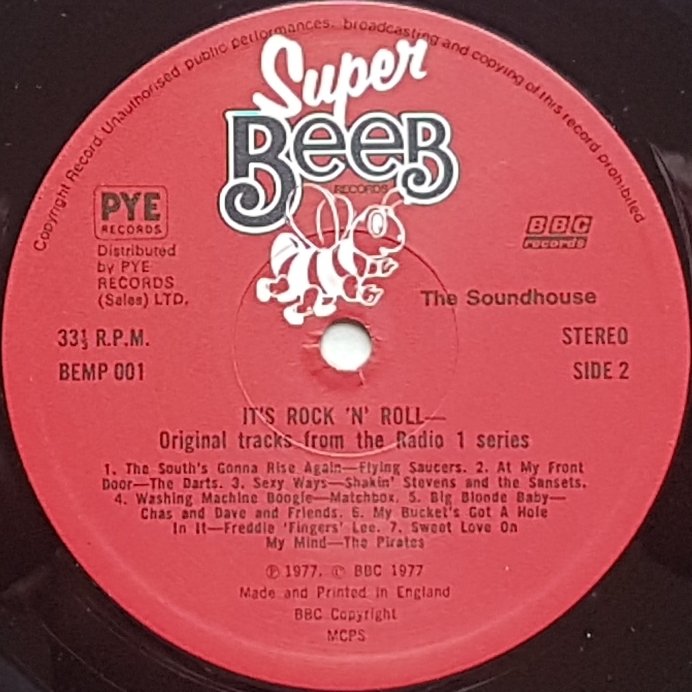 Copyright Record. Unauthorised public performances, broadcasting and copying of this record prohibited
Super
BeeB
RECORDS
PYE
RECORDS
Distributed
by PYE
RECORDS
(Sales) LTD.
BBC
records
The Soundhouse
33⅓ R.P.M.
BEMP 001
STEREO
SIDE 2
IT'S ROCK 'N' ROLL—
Original tracks from the Radio 1 series
1. The South's Gonna Rise Again—Flying Saucers. 2. At My Front
Door—The Darts. 3. Sexy Ways—Shakin' Stevens and the Sansets.
4. Washing Machine Boogie—Matchbox. 5. Big Blonde Baby—
Chas and Dave and Friends. 6. My Bucket's Got A Hole
In It—Freddie 'Fingers' Lee. 7. Sweet Love On
My Mind—The Pirates
℗ 1977, © BBC 1977
Made and Printed in England
BBC Copyright
MCPS